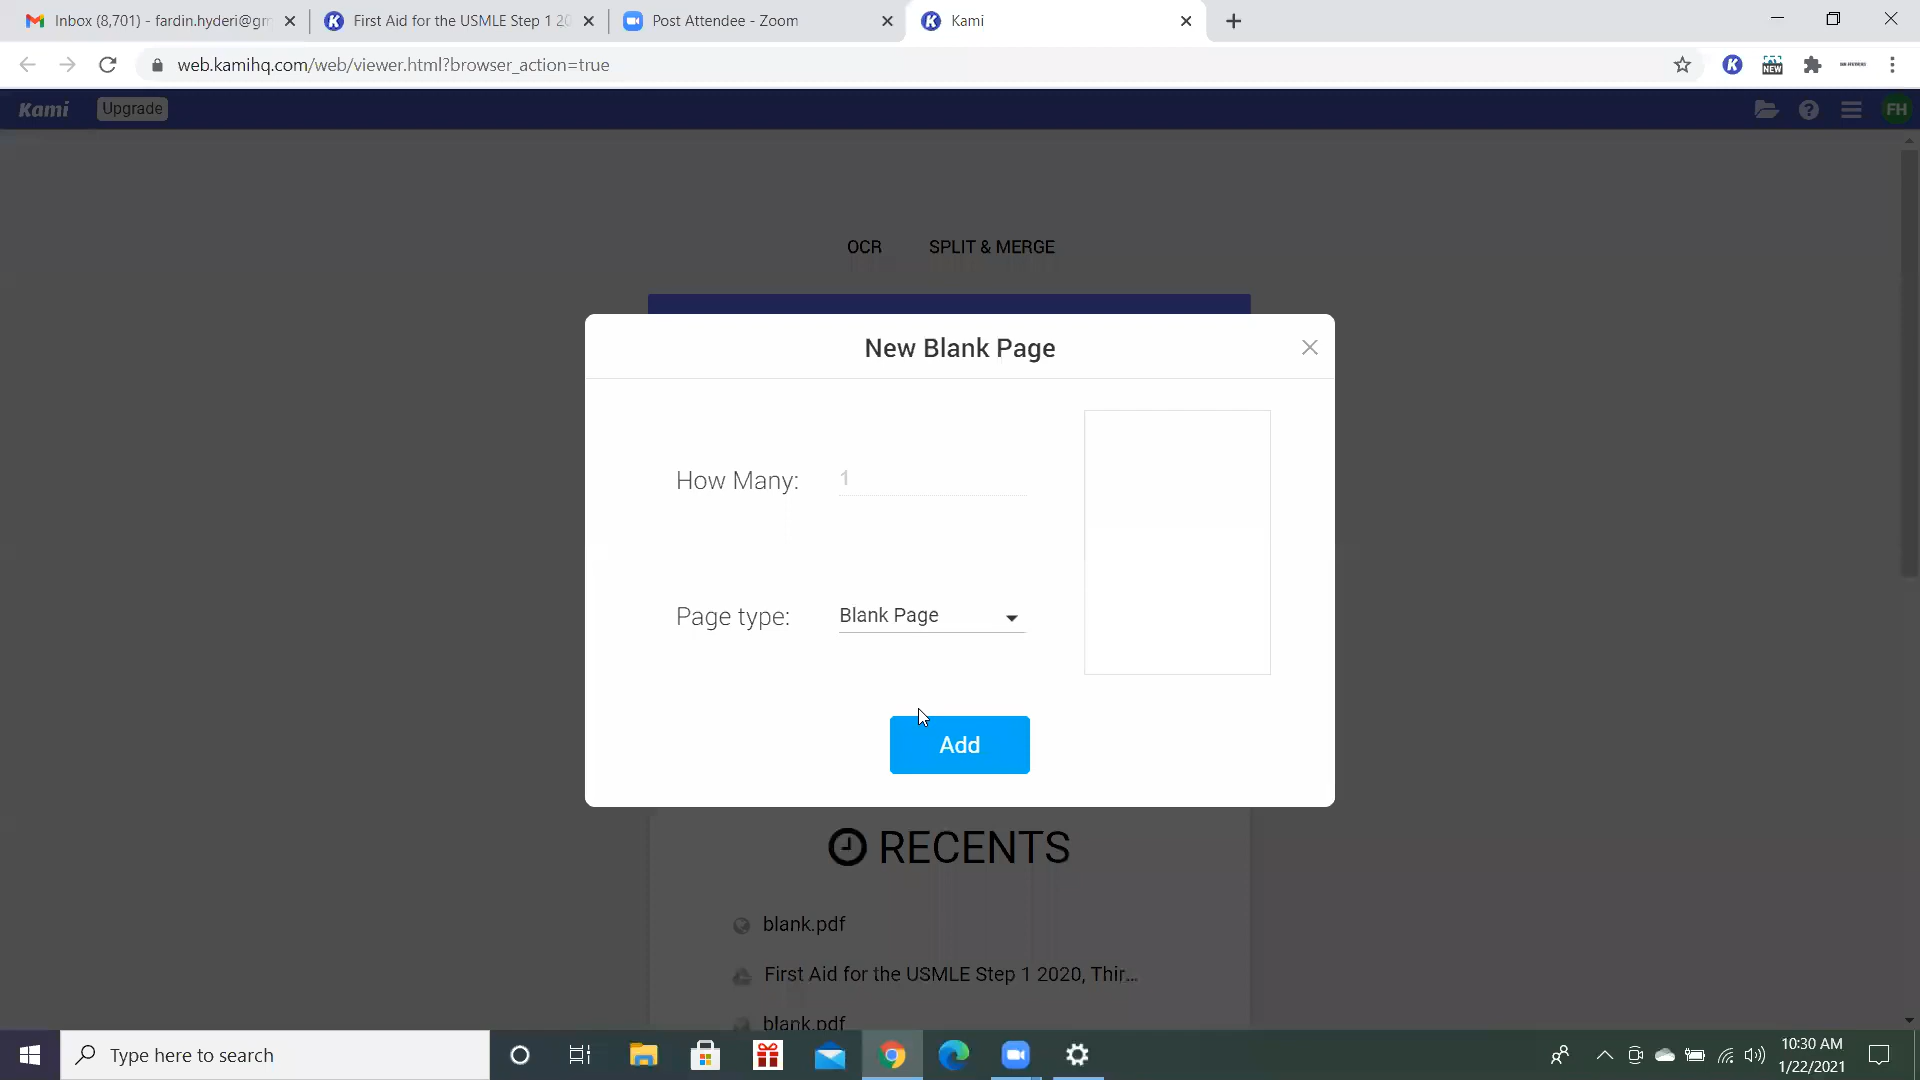 Inbox (8,701) - fardin.hyderi@gm
First Aid for the USMLE Step 1 20
Post Attendee - Zoom
Kami
web.kamihq.com/web/viewer.html?browser_action=true
K
NEW
Kami
Upgrade
FH
OCR
SPLIT & MERGE
New Blank Page
How Many:
1
Page type:
Blank Page
Add
RECENTS
blank.pdf
First Aid for the USMLE Step 1 2020, Thir...
blank.pdf
Type here to search
10:30 AM
1/22/2021